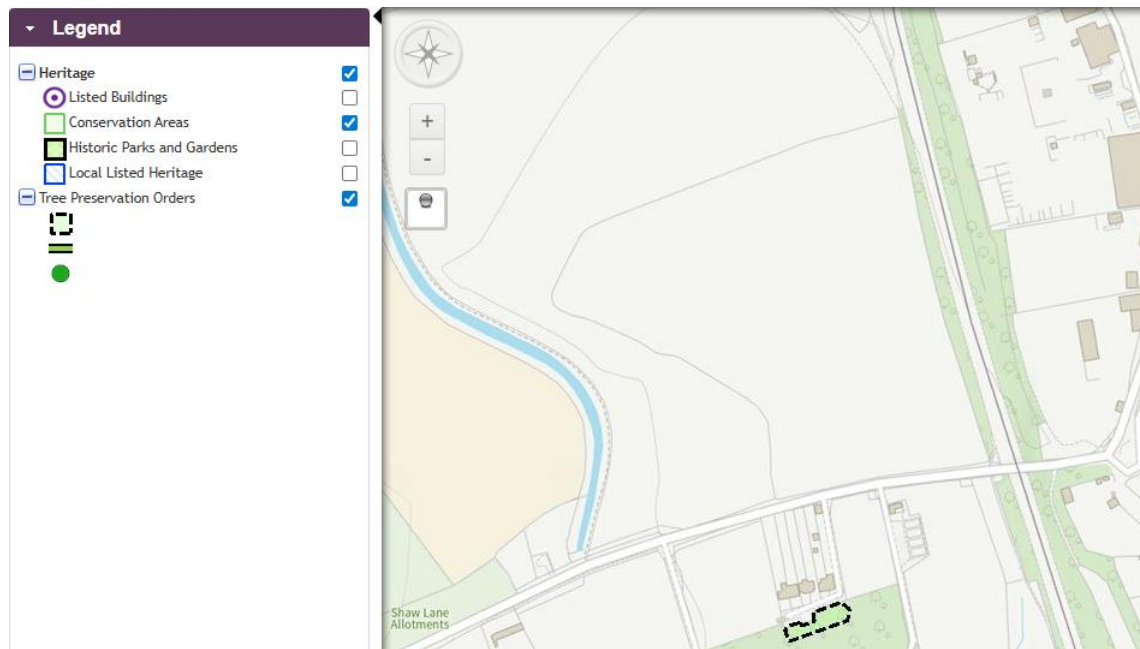 Legend
Heritage
Listed Buildings
Conservation Areas
Historic Parks and Gardens
Local Listed Heritage
Tree Preservation Orders
+
-
Shaw Lane
Allotments